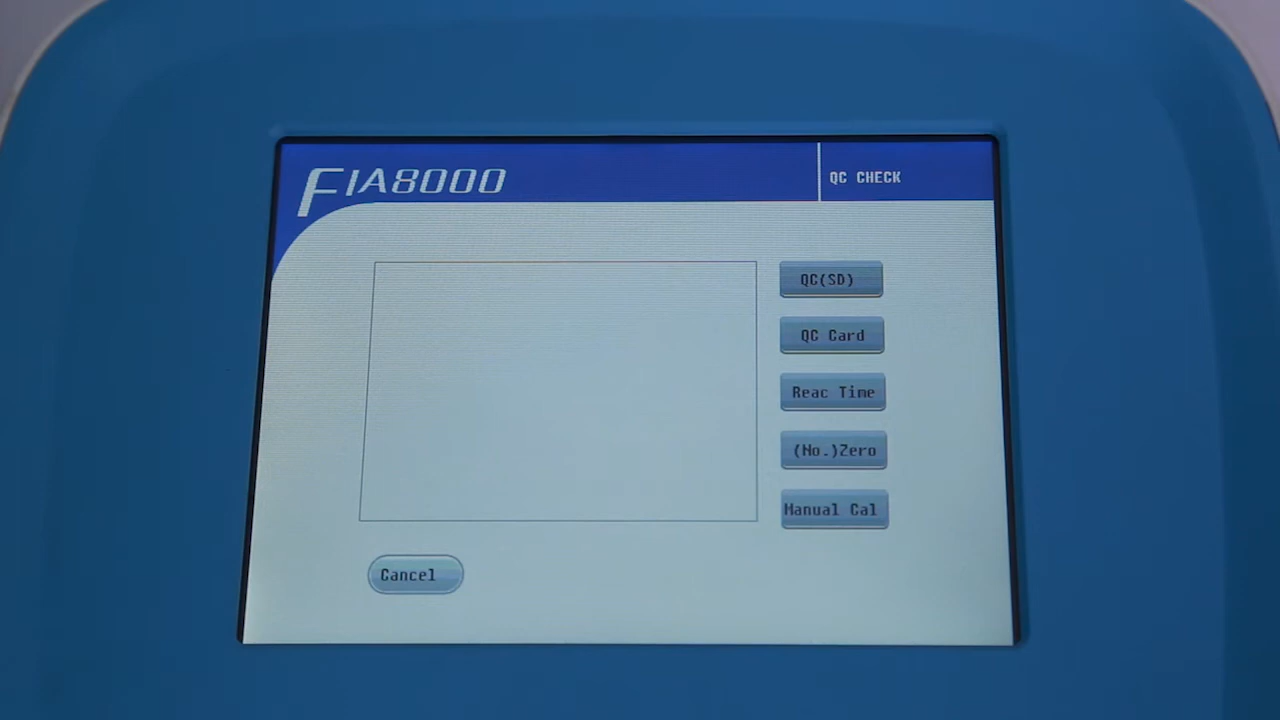 FIA8000
QC CHECK
QC(SD)
QC Card
Reac Time
(No.)Zero
Manual Cal
Cancel